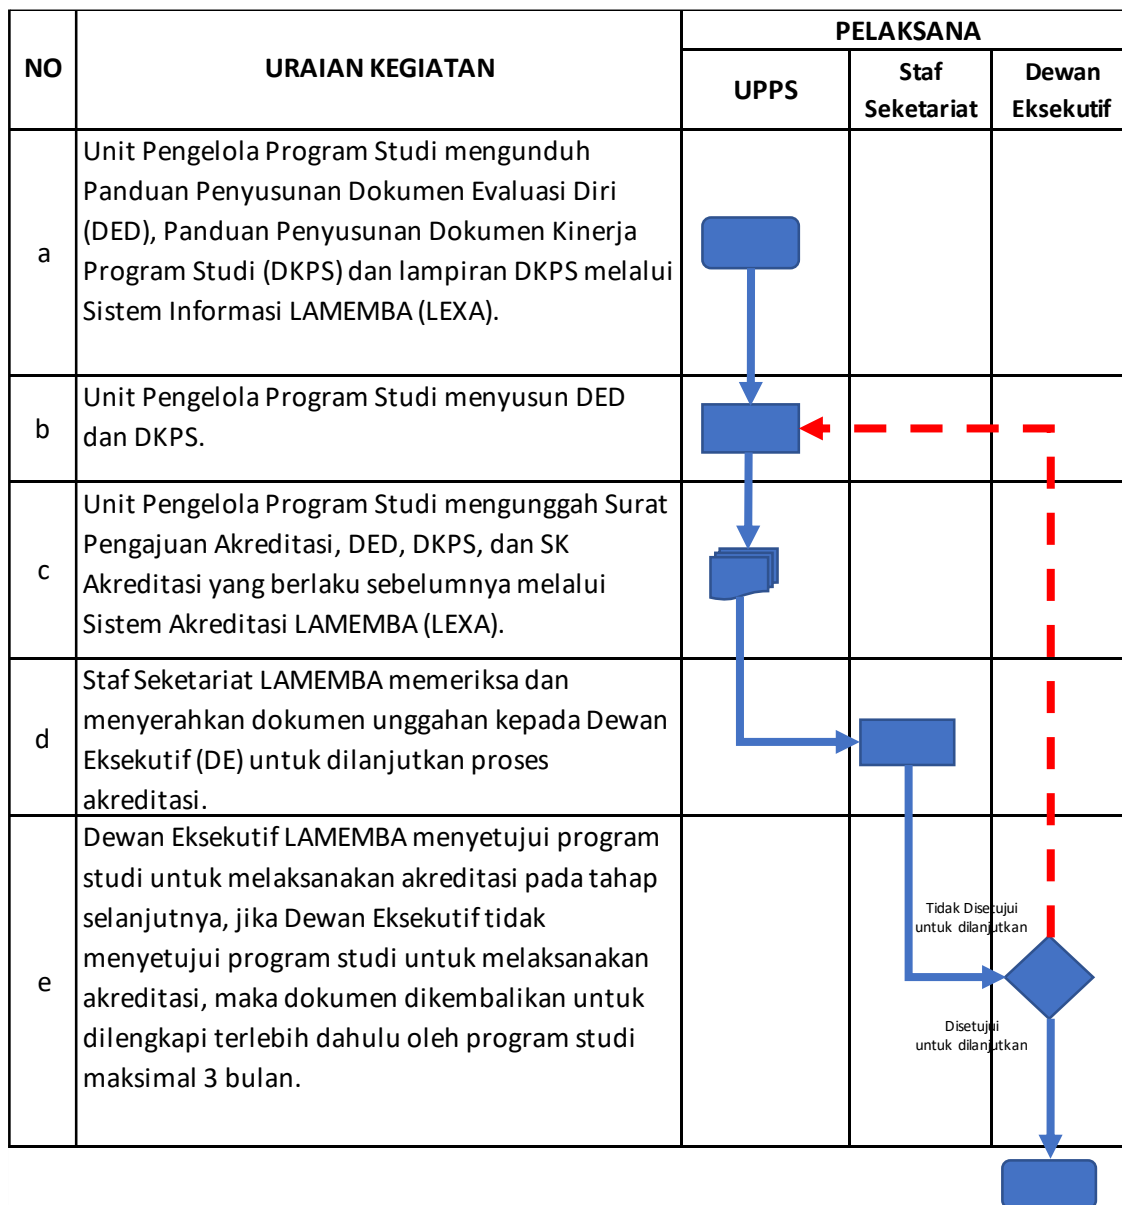 NO
URAIAN KEGIATAN
PELAKSANA
UPPS
Staf
Seketariat
Dewan
Eksekutif
a
Unit Pengelola Program Studi mengunduh
Panduan Penyusunan Dokumen Evaluasi Diri
(DED), Panduan Penyusunan Dokumen Kinerja
Program Studi (DKPS) dan lampiran DKPS melalui
Sistem Informasi LAMEMBA (LEXA).
b
Unit Pengelola Program Studi menyusun DED
dan DKPS.
c
Unit Pengelola Program Studi mengunggah Surat
Pengajuan Akreditasi, DED, DKPS, dan SK
Akreditasi yang berlaku sebelumnya melalui
Sistem Akreditasi LAMEMBA (LEXA).
d
Staf Seketariat LAMEMBA memeriksa dan
menyerahkan dokumen unggahan kepada Dewan
Eksekutif (DE) untuk dilanjutkan proses
akreditasi.
e
Dewan Eksekutif LAMEMBA menyetujui program
studi untuk melaksanakan akreditasi pada tahap
selanjutnya, jika Dewan Eksekutif tidak
menyetujui program studi untuk melaksanakan
akreditasi, maka dokumen dikembalikan untuk
dilengkapi terlebih dahulu oleh program studi
maksimal 3 bulan.
Tidak Disetujui
untuk dilanjutkan
Disetujui
untuk dilanjutkan